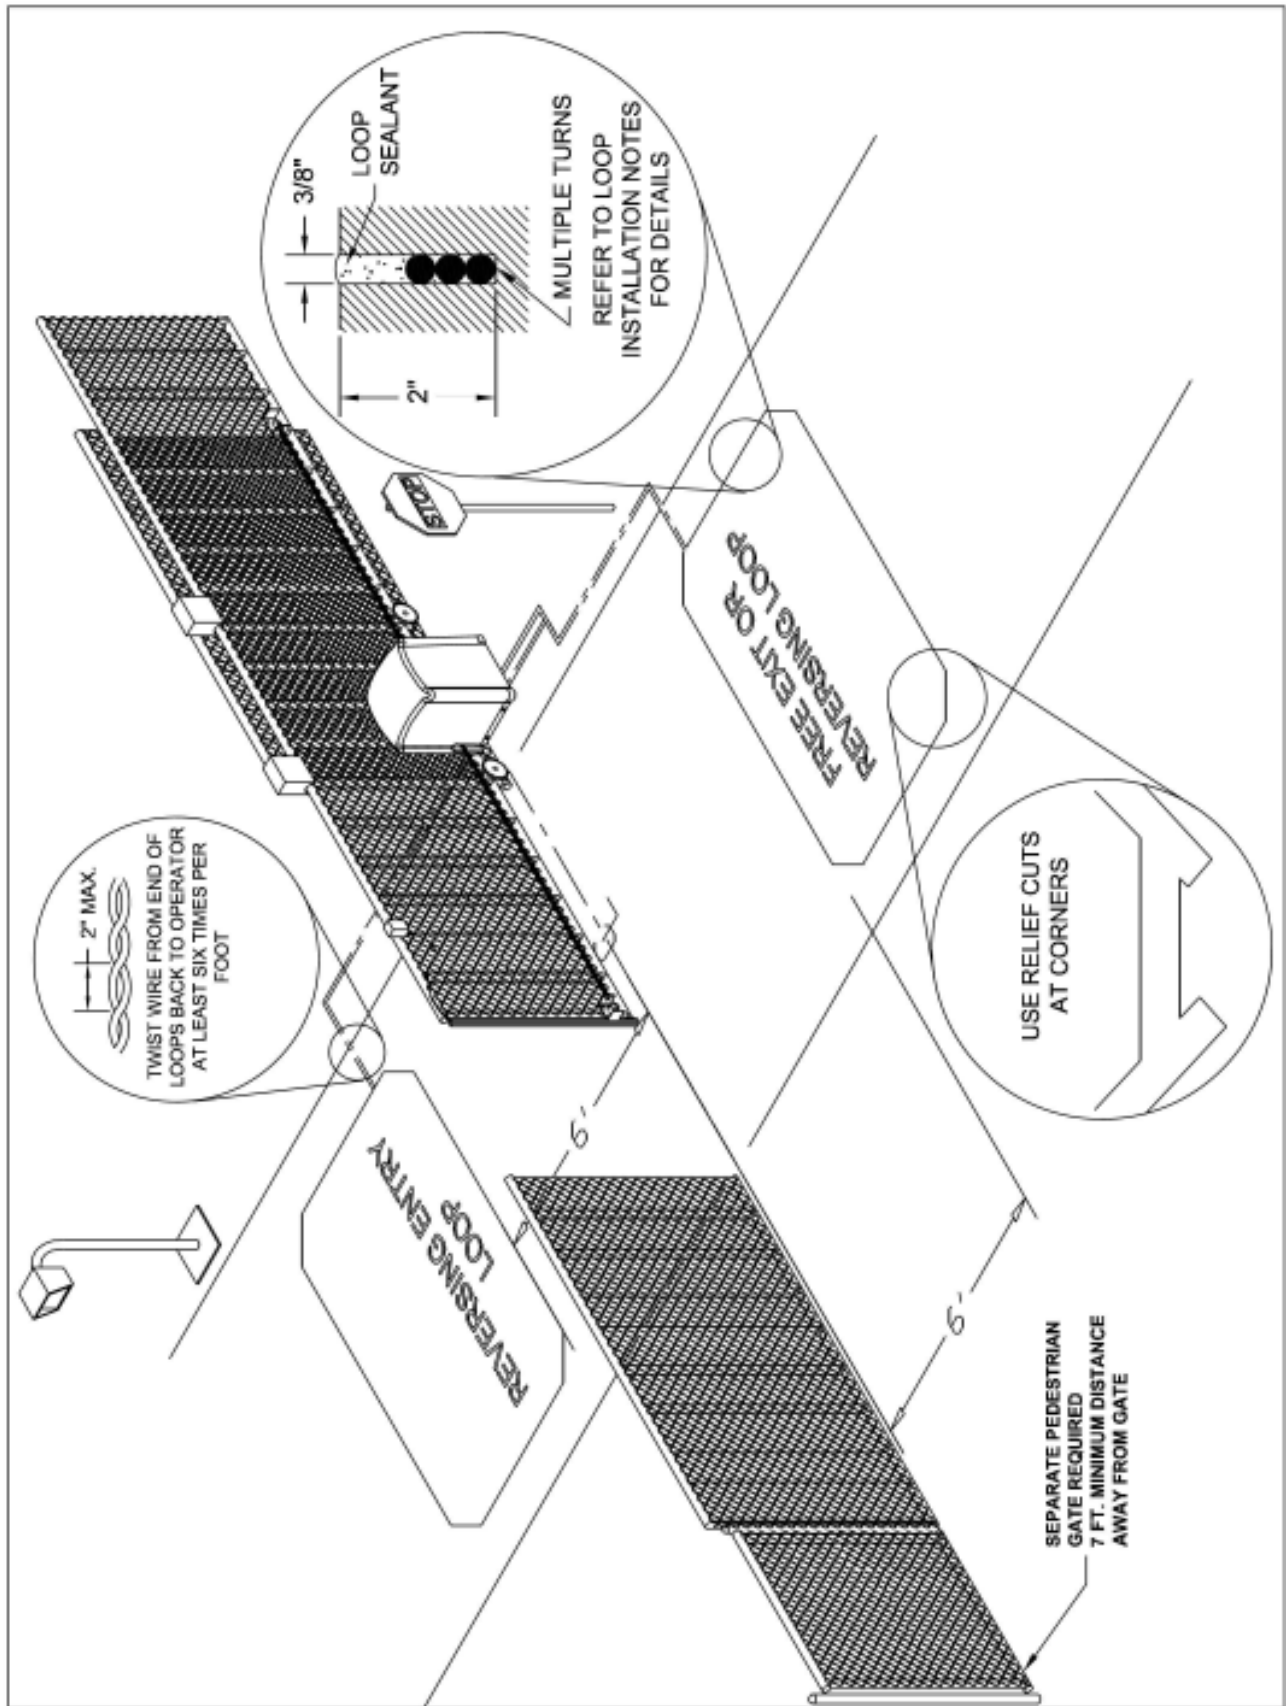 2" MAX.
TWIST WIRE FROM END OF
LOOPS BACK TO OPERATOR
AT LEAST SIX TIMES PER
FOOT
3/8"
LOOP
SEALANT
2"
MULTIPLE TURNS
REFER TO LOOP
INSTALLATION NOTES
FOR DETAILS
STOP
REVERSING ENTRY
LOOP
6'
FREE EXIT OR
REVERSING LOOP
6'
USE RELIEF CUTS
AT CORNERS
SEPARATE PEDESTRIAN
GATE REQUIRED
7 FT. MINIMUM DISTANCE
AWAY FROM GATE